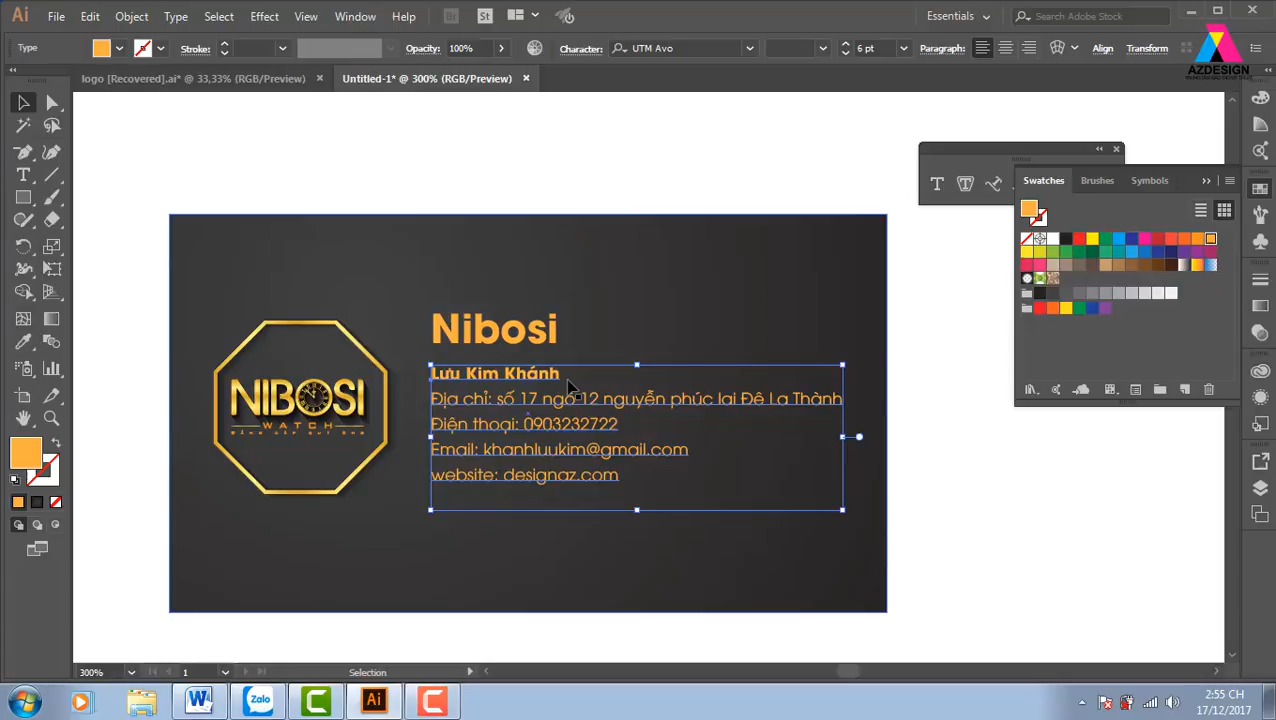 Ai
File Edit Object Type Select Effect View Window Help
Br
St
Essentials
Search Adobe Stock
Type
Stroke:
Opacity: 100%
Character:
UTM Avo
6 pt
Paragraph:
Align
Transform
AZDESIGN
logo [Recovered].ai* @ 33,33% (RGB/Preview)
Untitled-1* @ 300% (RGB/Preview)
Swatches Brushes Symbols
NIBOSI
WATCH
Nibosi
Lưu Kim Khánh
Địa chỉ: số 17 ngõ 12 nguyễn phúc lai Đê La Thành
Điện thoại: 0903232722
Email: khanhluukim@gmail.com
website: designaz.com
300%
1
Selection
W
Zalo
C
Ai
C
2:55 CH
17/12/2017